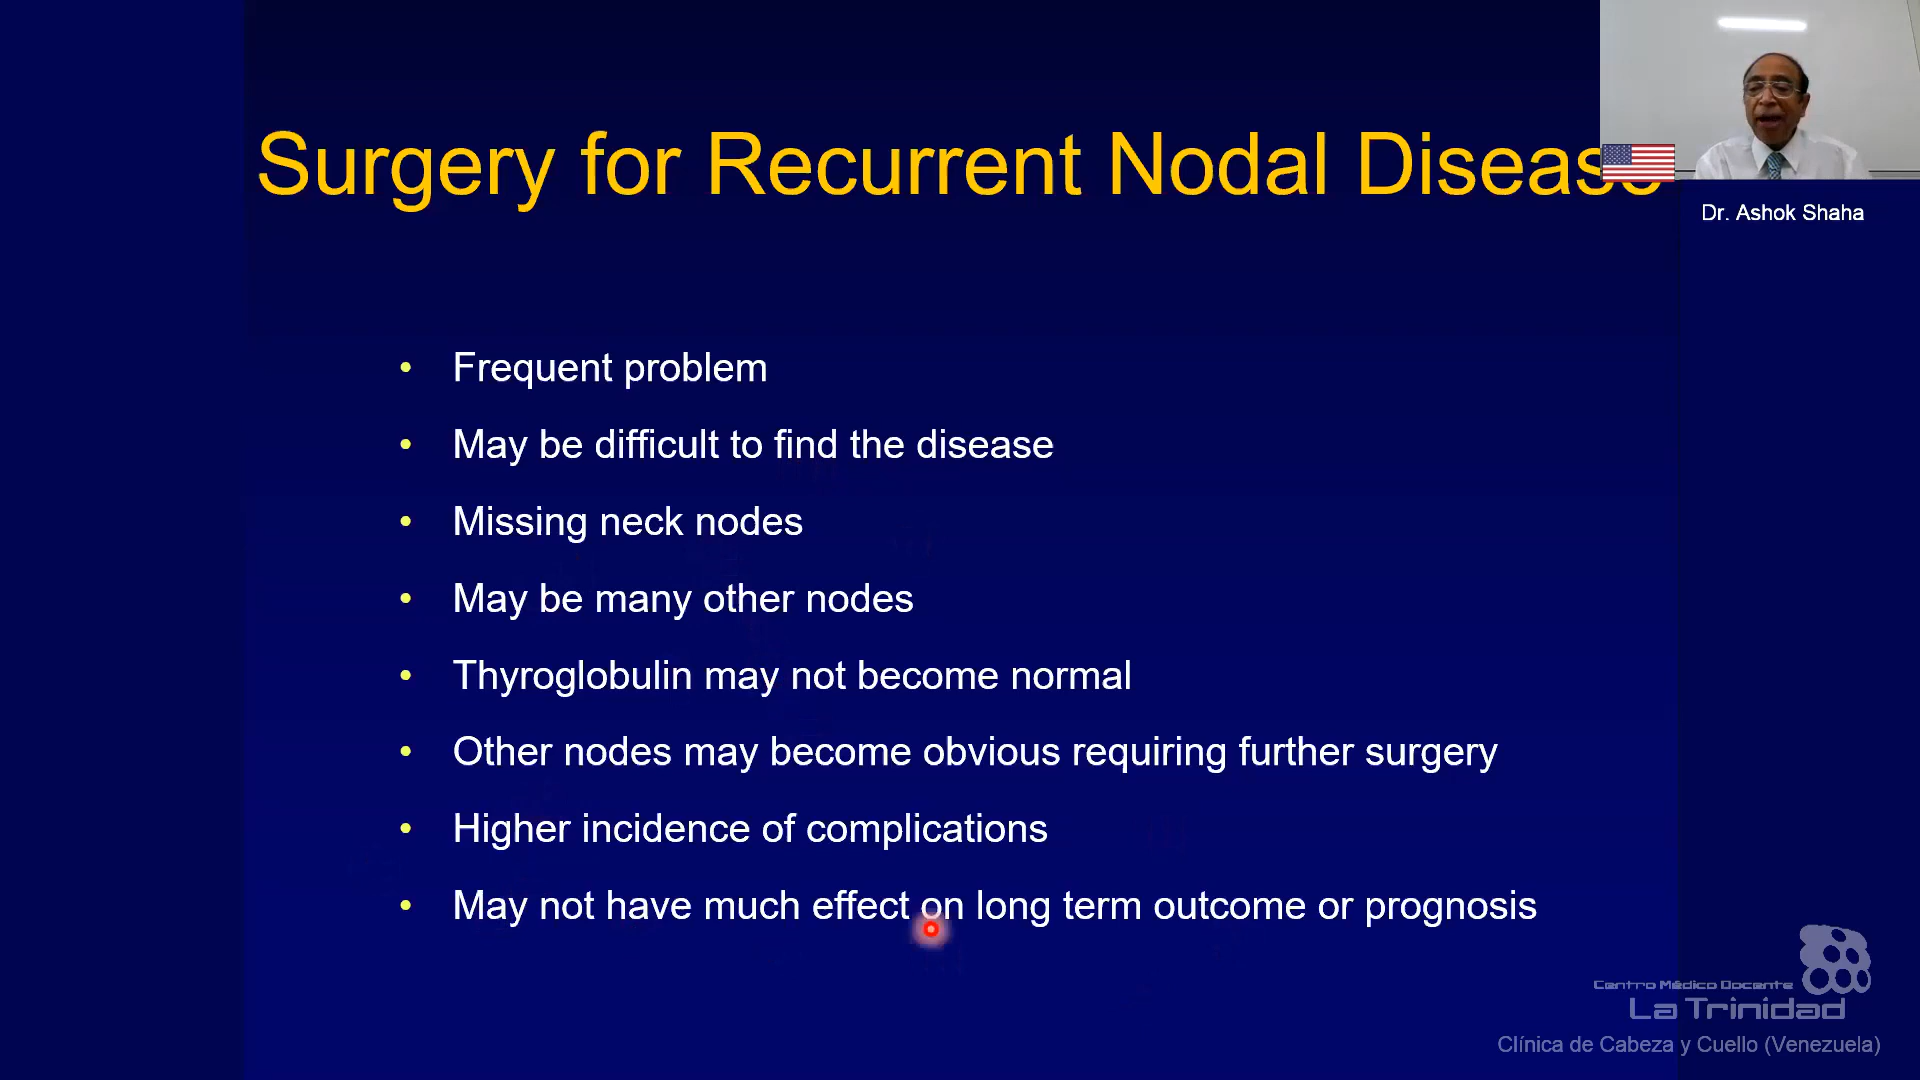 Surgery for Recurrent Nodal Disease
Dr. Ashok Shaha
• Frequent problem
• May be difficult to find the disease
• Missing neck nodes
• May be many other nodes
• Thyroglobulin may not become normal
• Other nodes may become obvious requiring further surgery
• Higher incidence of complications
• May not have much effect on long term outcome or prognosis
Centro Médico Docente
La Trinidad
Clínica de Cabeza y Cuello (Venezuela)